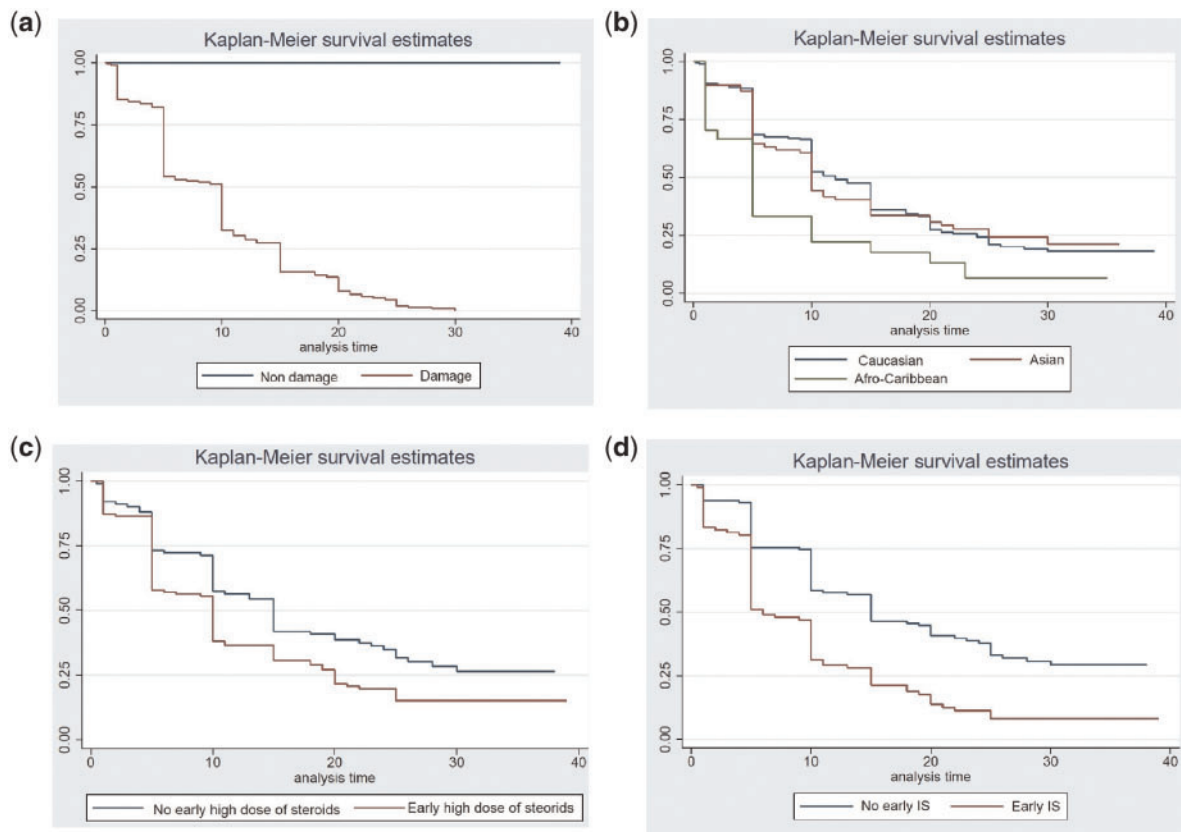 (a)
Kaplan-Meier survival estimates
1.00
0.75
0.50
0.25
0.00
0 10 20 30 40
analysis time
Non damage Damage
(b)
Kaplan-Meier survival estimates
1.00
0.75
0.50
0.25
0.00
0 10 20 30 40
analysis time
Caucasian Asian
Afro-Caribbean
(c)
Kaplan-Meier survival estimates
1.00
0.75
0.50
0.25
0.00
0 10 20 30 40
analysis time
No early high dose of steroids Early high dose of steorids
(d)
Kaplan-Meier survival estimates
1.00
0.75
0.50
0.25
0.00
0 10 20 30 40
analysis time
No early IS Early IS